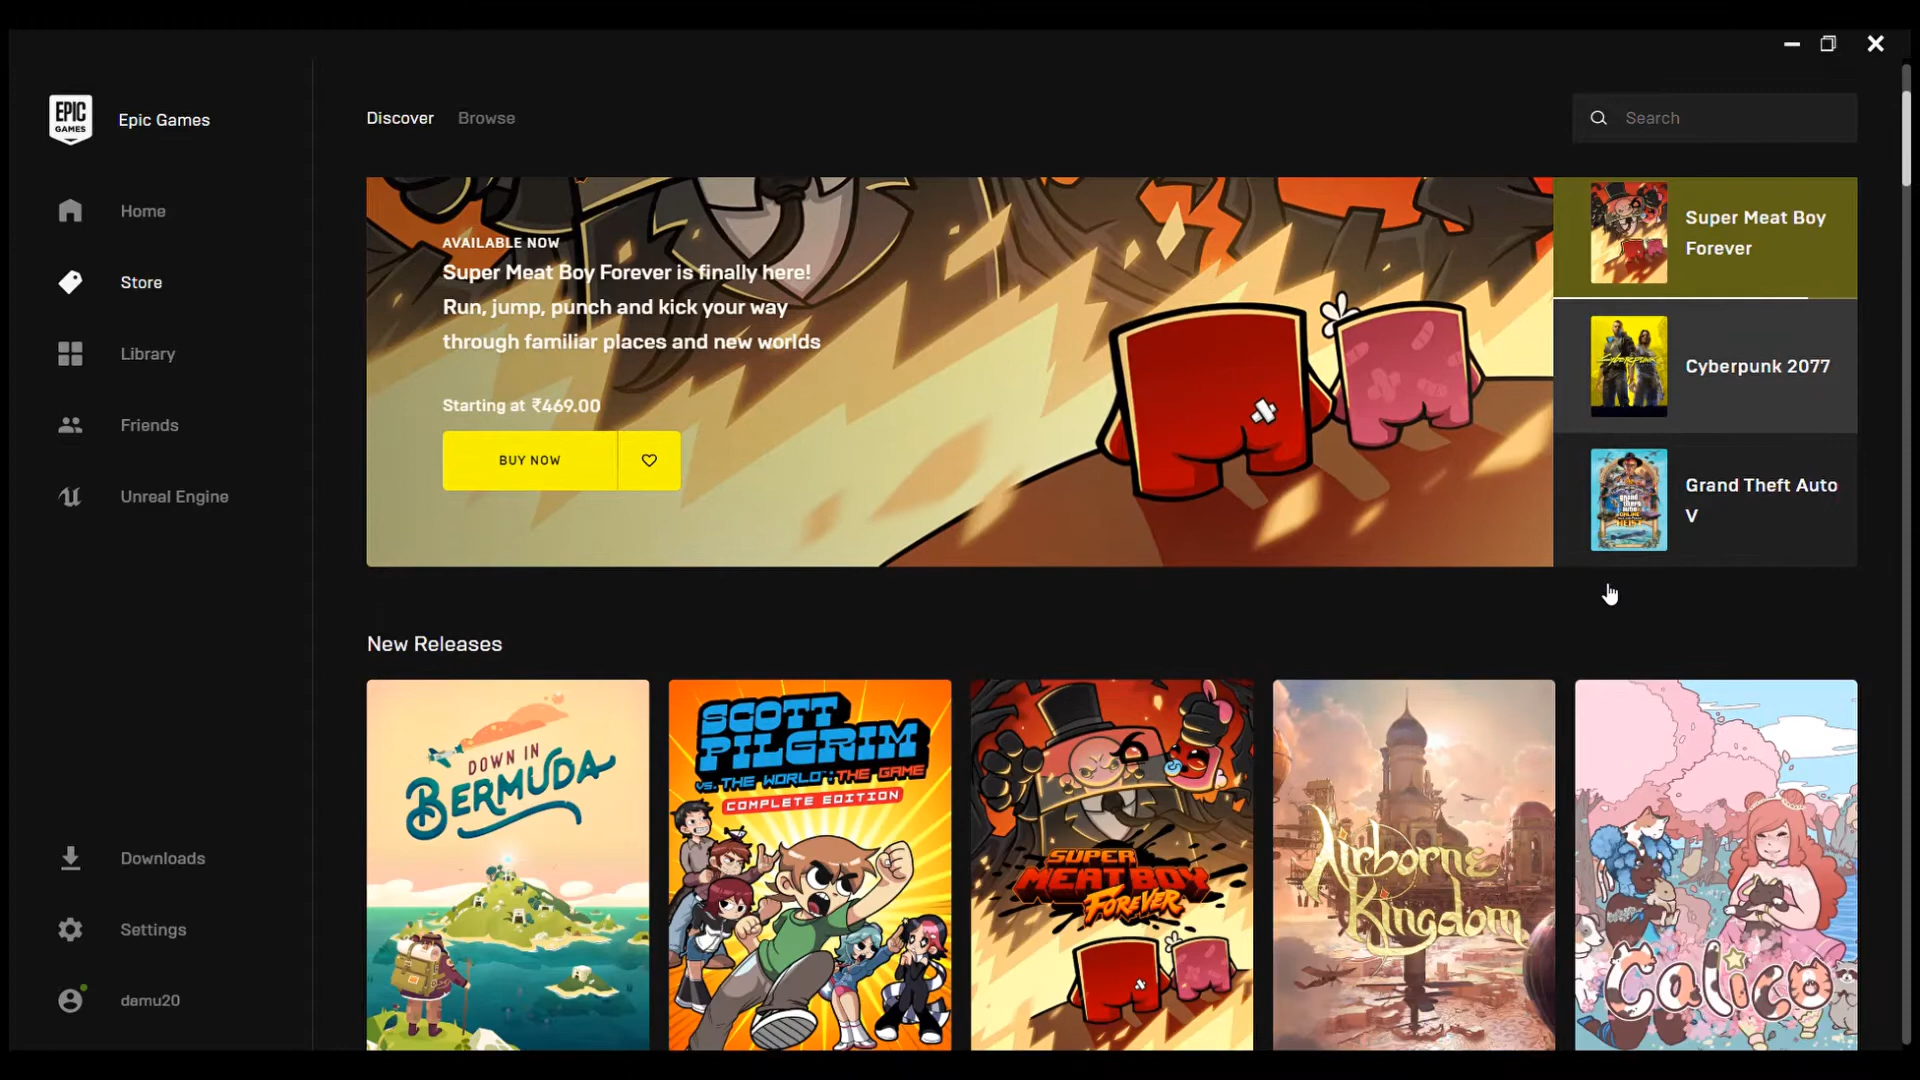 EPIC
GAMES
Epic Games
Discover
Browse
Search
Home
Store
Library
Friends
Unreal Engine
AVAILABLE NOW
Super Meat Boy Forever is finally here!
Run, jump, punch and kick your way
through familiar places and new worlds
Starting at ₹469.00
BUY NOW
Super Meat Boy
Forever
Cyberpunk 2077
Grand Theft Auto
V
New Releases
DOWN IN
BERMUDA
SCOTT
PILGRIM
VS. THE WORLD: THE GAME
COMPLETE EDITION
SUPER
MEAT BOY
FOREVER
Airborne
Kingdom
Calico
Downloads
Settings
demu20